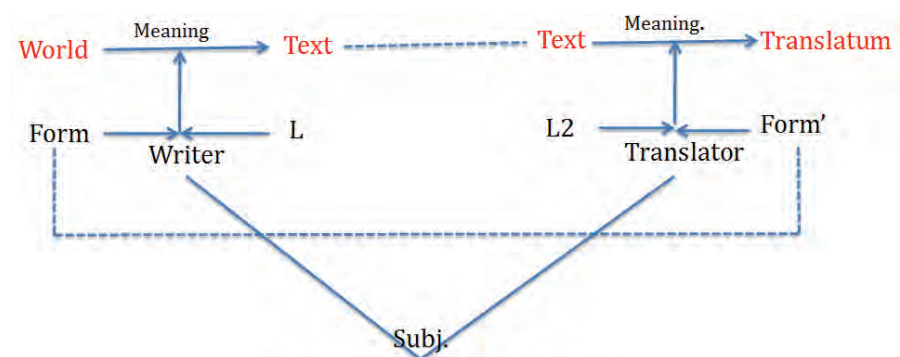 Meaning
Meaning.
World
Text
Text
Translatum
Form
L
L2
Form’
Writer
Translator
Subj.